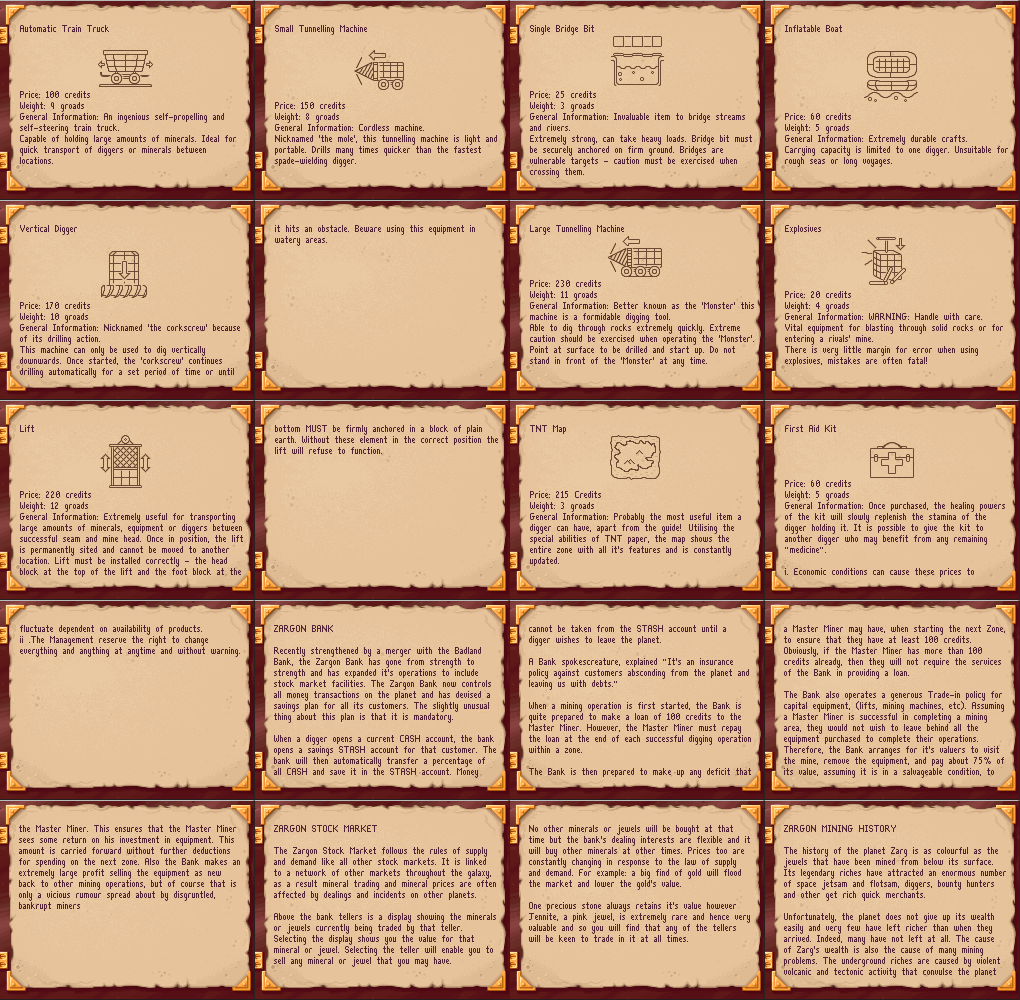 Automatic Train Truck
Price: 100 credits
Weight: 9 groads
General Information: An ingenious self-propelling and
self-steering train truck.
Capable of holding large amounts of minerals. Ideal for
quick transport of diggers or minerals between
locations.
Small Tunnelling Machine
Price: 150 credits
Weight: 8 groads
General Information: Cordless machine.
Nicknamed 'the mole', this tunnelling machine is light and
portable. Drills many times quicker than the fastest
spade-wielding digger.
Single Bridge Bit
Price: 25 credits
Weight: 3 groads
General Information: Invaluable item to bridge streams
and rivers.
Extremely strong, can take heavy loads. Bridge bit must
be securely anchored on firm ground. Bridges are
vulnerable targets - caution must be exercised when
crossing them.
Inflatable Boat
Price: 60 credits
Weight: 5 groads
General Information: Extremely durable crafts.
Carrying capacity is limited to one digger. Unsuitable for
rough seas or long voyages.
Vertical Digger
Price: 170 credits
Weight: 10 groads
General Information: Nicknamed 'the corkscrew' because
of its drilling action.
This machine can only be used to dig vertically
downwards. Once started, the 'corkscrew' continues
drilling automatically for a set period of time or until
it hits an obstacle. Beware using this equipment in
watery areas.
Large Tunnelling Machine
Price: 230 credits
Weight: 11 groads
General Information: Better known as the 'Monster' this
machine is a formidable digging tool.
Able to dig through rocks extremely quickly. Extreme
caution should be exercised when operating the 'Monster'.
Point at surface to be drilled and start up. Do not
stand in front of the 'Monster' at any time.
Explosives
Price: 20 credits
Weight: 4 groads
General Information: WARNING: Handle with care.
Vital equipment for blasting through solid rocks or for
entering a rivals' mine.
There is very little margin for error when using
explosives, mistakes are often fatal!
Lift
Price: 220 credits
Weight: 12 groads
General Information: Extremely useful for transporting
large amounts of minerals, equipment or diggers between
successful seam and mine head. Once in position, the lift
is permanently sited and cannot be moved to another
location. Lift must be installed correctly - the head
block at the top of the lift and the foot block at the
bottom MUST be firmly anchored in a block of plain
earth. Without these element in the correct position the
lift will refuse to function.
TNT Map
Price: 215 Credits
Weight: 3 groads
General Information: Probably the most useful item a
digger can have, apart from the guide! Utilising the
special abilities of TNT paper, the map shows the
entire zone with all it's features and is constantly
updated.
First Aid Kit
Price: 60 credits
Weight: 5 groads
General Information: Once purchased, the healing powers
of the kit will slowly replenish the stamina of the
digger holding it. It is possible to give the kit to
another digger who may benefit from any remaining
"medicine".
i. Economic conditions can cause these prices to
fluctuate dependent on availability of products.
ii .The Management reserve the right to change
everything and anything at anytime and without warning.
ZARGON BANK
Recently strengthened by a merger with the Badland
Bank, the Zargon Bank has gone from strength to
strength and has expanded it's operations to include
stock market facilities. The Zargon Bank now controls
all money transactions on the planet and has devised a
savings plan for all its customers. The slightly unusual
thing about this plan is that it is mandatory.
When a digger opens a current CASH account, the bank
opens a savings STASH account for that customer. The
bank will then automatically transfer a percentage of
all CASH and save it in the STASH account. Money
cannot be taken from the STASH account until a
digger wishes to leave the planet.
A Bank spokescreature, explained "It's an insurance
policy against customers absconding from the planet and
leaving us with debts."
When a mining operation is first started, the Bank is
quite prepared to make a loan of 100 credits to the
Master Miner. However, the Master Miner must repay
the loan at the end of each successful digging operation
within a zone.
The Bank is then prepared to make up any deficit that
a Master Miner may have, when starting the next Zone,
to ensure that they have at least 100 credits.
Obviously, if the Master Miner has more than 100
credits already, then they will not require the services
of the Bank in providing a loan.
The Bank also operates a generous Trade-in policy for
capital equipment, (lifts, mining machines, etc). Assuming
a Master Miner is successful in completing a mining
area, they would not wish to leave behind all the
equipment purchased to complete their operations.
Therefore, the Bank arranges for it's valuers to visit
the mine, remove the equipment, and pay about 75% of
its value, assuming it is in a salvageable condition, to
the Master Miner. This ensures that the Master Miner
sees some return on his investment in equipment. This
amount is carried forward without further deductions
for spending on the next zone. Also the Bank makes an
extremely large profit selling the equipment as new
back to other mining operations, but of course that is
only a vicious rumour spread about by disgruntled,
bankrupt miners
ZARGON STOCK MARKET
The Zargon Stock Market follows the rules of supply
and demand like all other stock markets. It is linked
to a network of other markets throughout the galaxy,
as a result mineral trading and mineral prices are often
affected by dealings and incidents on other planets.
Above the bank tellers is a display showing the minerals
or jewels currently being traded by that teller.
Selecting the display shows you the value for that
mineral or jewel. Selecting the teller will enable you to
sell any mineral or jewel that you may have.
No other minerals or jewels will be bought at that
time but the bank's dealing interests are flexible and it
will buy other minerals at other times. Prices too are
constantly changing in response to the law of supply
and demand. For example: a big find of gold will flood
the market and lower the gold's value.
One precious stone always retains it's value however
Jennite, a pink jewel, is extremely rare and hence very
valuable and so you will find that any of the tellers
will be keen to trade in it at all times.
ZARGON MINING HISTORY
The history of the planet Zarg is as colourful as the
jewels that have been mined from below its surface.
Its legendary riches have attracted an enormous number
of space jetsam and flotsam, diggers, bounty hunters
and other get rich quick merchants.
Unfortunately, the planet does not give up its wealth
easily and very few have left richer than when they
arrived. Indeed, many have not left at all. The cause
of Zarg's wealth is also the cause of many mining
problems. The underground riches are caused by violent
volcanic and tectonic activity that convulse the planet